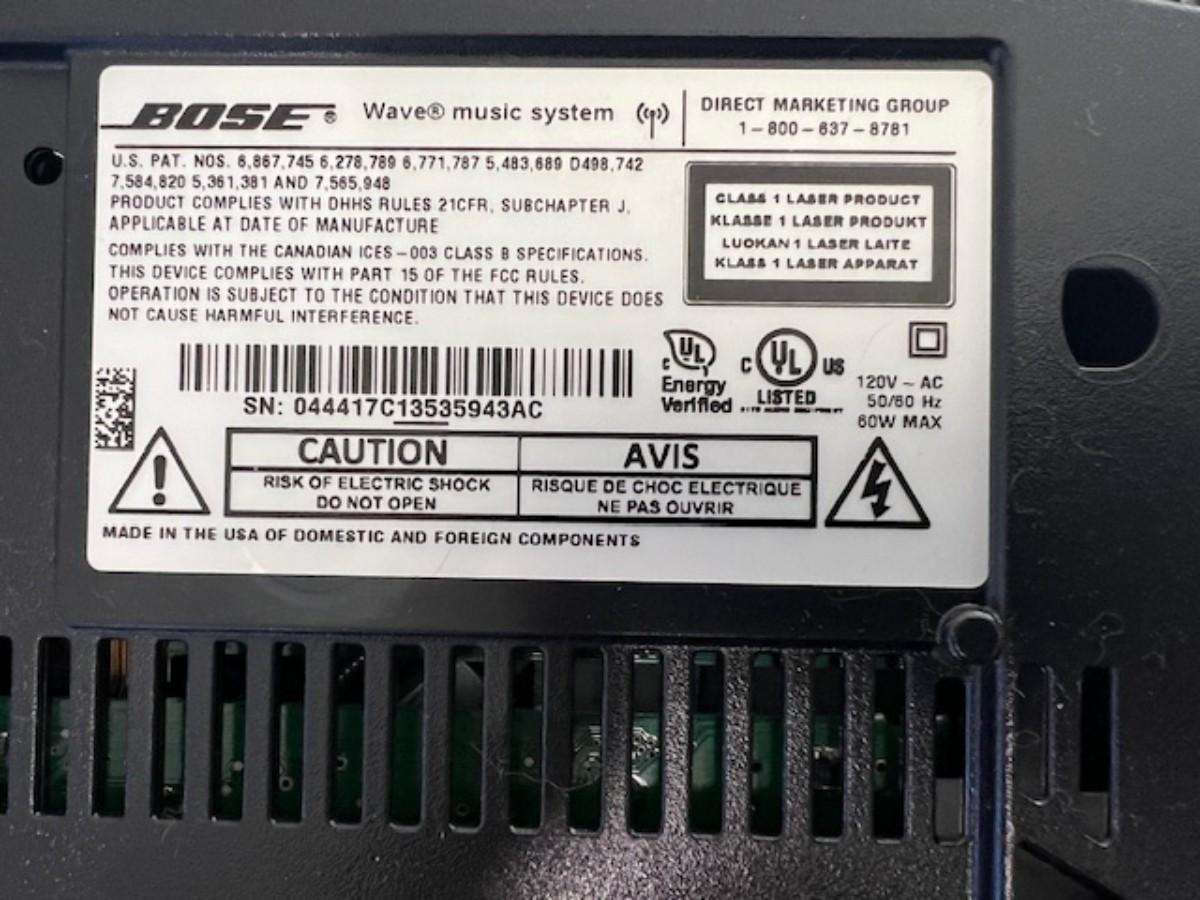 BOSE® Wave® music system
DIRECT MARKETING GROUP
1-800-637-8781
U.S. PAT. NOS. 6,867,745 6,278,789 6,771,787 5,483,689 D498,742
7,584,820 5,361,381 AND 7,565,948
PRODUCT COMPLIES WITH DHHS RULES 21CFR, SUBCHAPTER J,
APPLICABLE AT DATE OF MANUFACTURE
COMPLIES WITH THE CANADIAN ICES-003 CLASS B SPECIFICATIONS.
THIS DEVICE COMPLIES WITH PART 15 OF THE FCC RULES.
OPERATION IS SUBJECT TO THE CONDITION THAT THIS DEVICE DOES
NOT CAUSE HARMFUL INTERFERENCE.
CLASS 1 LASER PRODUCT
KLASSE 1 LASER PRODUKT
LUOKAN 1 LASER LAITE
KLASS 1 LASER APPARAT
SN: 044417C13535943AC
C UL
Energy
Verified
C UL US
LISTED
120V ~ AC
50/60 Hz
60W MAX
CAUTION
RISK OF ELECTRIC SHOCK
DO NOT OPEN
AVIS
RISQUE DE CHOC ELECTRIQUE
NE PAS OUVRIR
MADE IN THE USA OF DOMESTIC AND FOREIGN COMPONENTS